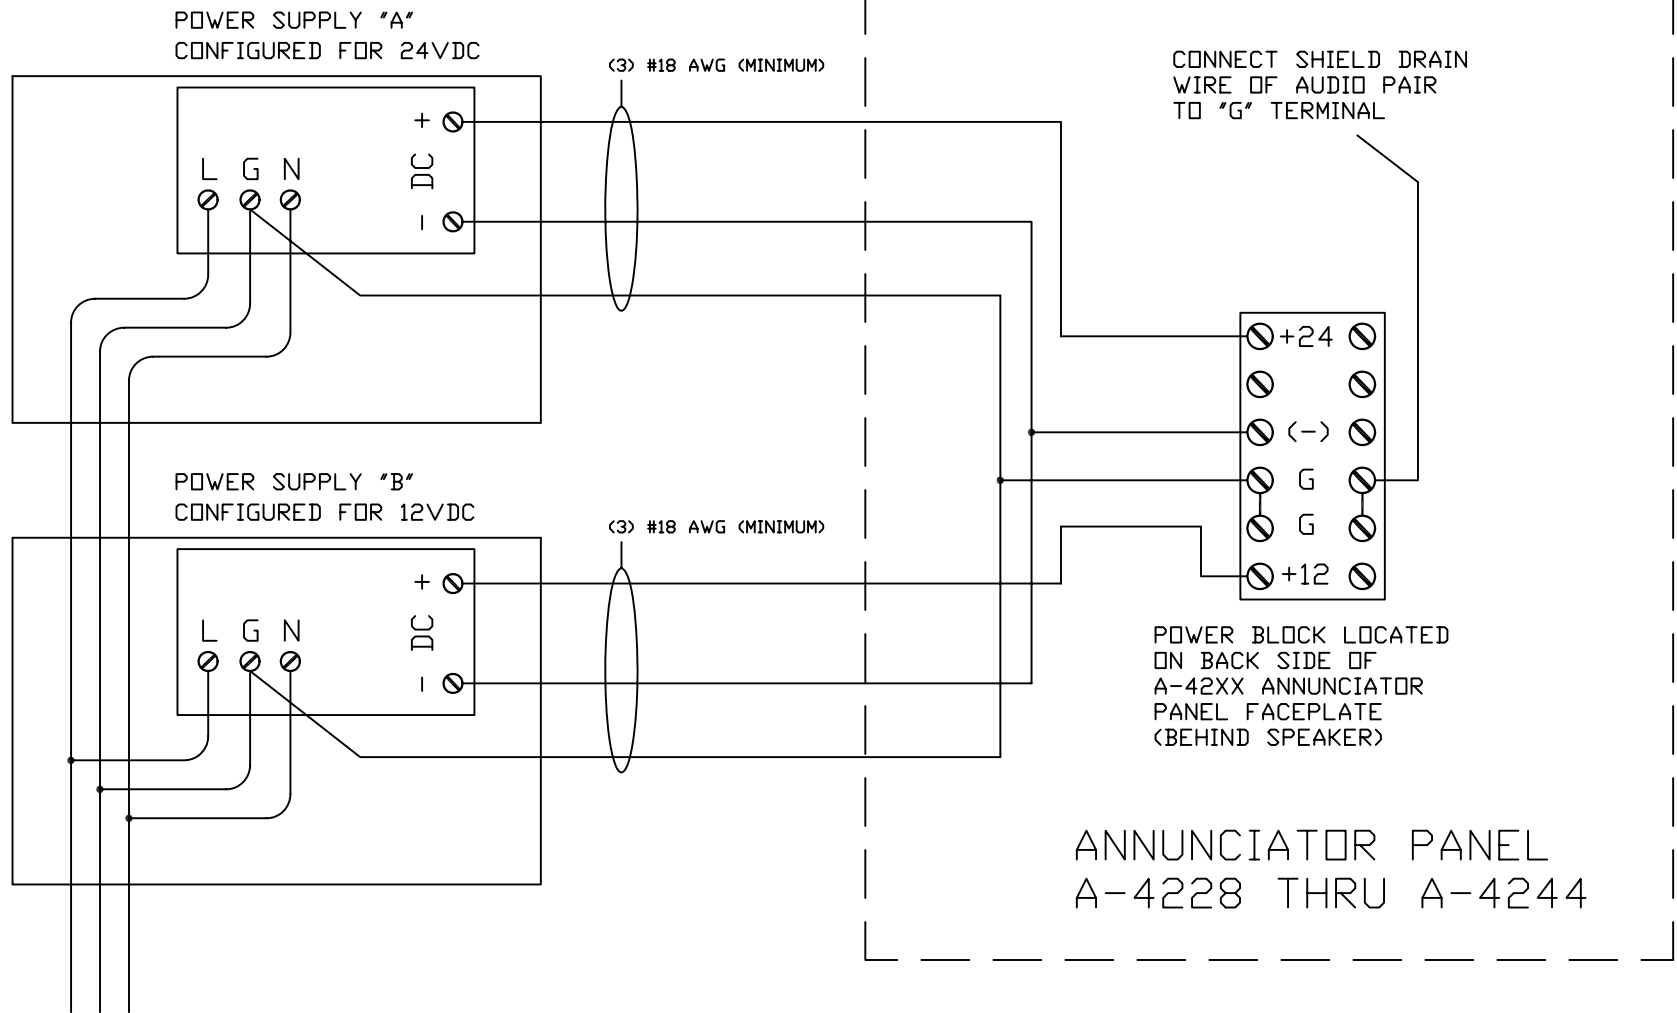 POWER SUPPLY "A"
CONFIGURED FOR 24VDC
(3) #18 AWG (MINIMUM)
CONNECT SHIELD DRAIN
WIRE OF AUDIO PAIR
TO "G" TERMINAL
+
DC
-
L G N
+24
(-)
G
G
+12
POWER SUPPLY "B"
CONFIGURED FOR 12VDC
(3) #18 AWG (MINIMUM)
+
DC
-
L G N
POWER BLOCK LOCATED
ON BACK SIDE OF
A-42XX ANNUNCIATOR
PANEL FACEPLATE
(BEHIND SPEAKER)
ANNUNCIATOR PANEL
A-4228 THRU A-4244